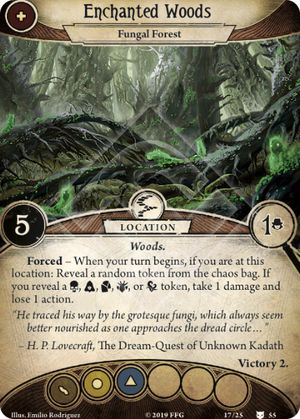 Enchanted Woods
Fungal Forest
5
1
LOCATION
Woods.
Forced – When your turn begins, if you are at this
location: Reveal a random token from the chaos bag. If
you reveal a , , , , or token, take 1 damage and
lose 1 action.
"He traced his way by the grotesque fungi, which always seem
better nourished as one approaches the dread circle…"
– H. P. Lovecraft, The Dream-Quest of Unknown Kadath
Victory 2.
Illus. Emilio Rodriguez
© 2019 FFG
17/25
55